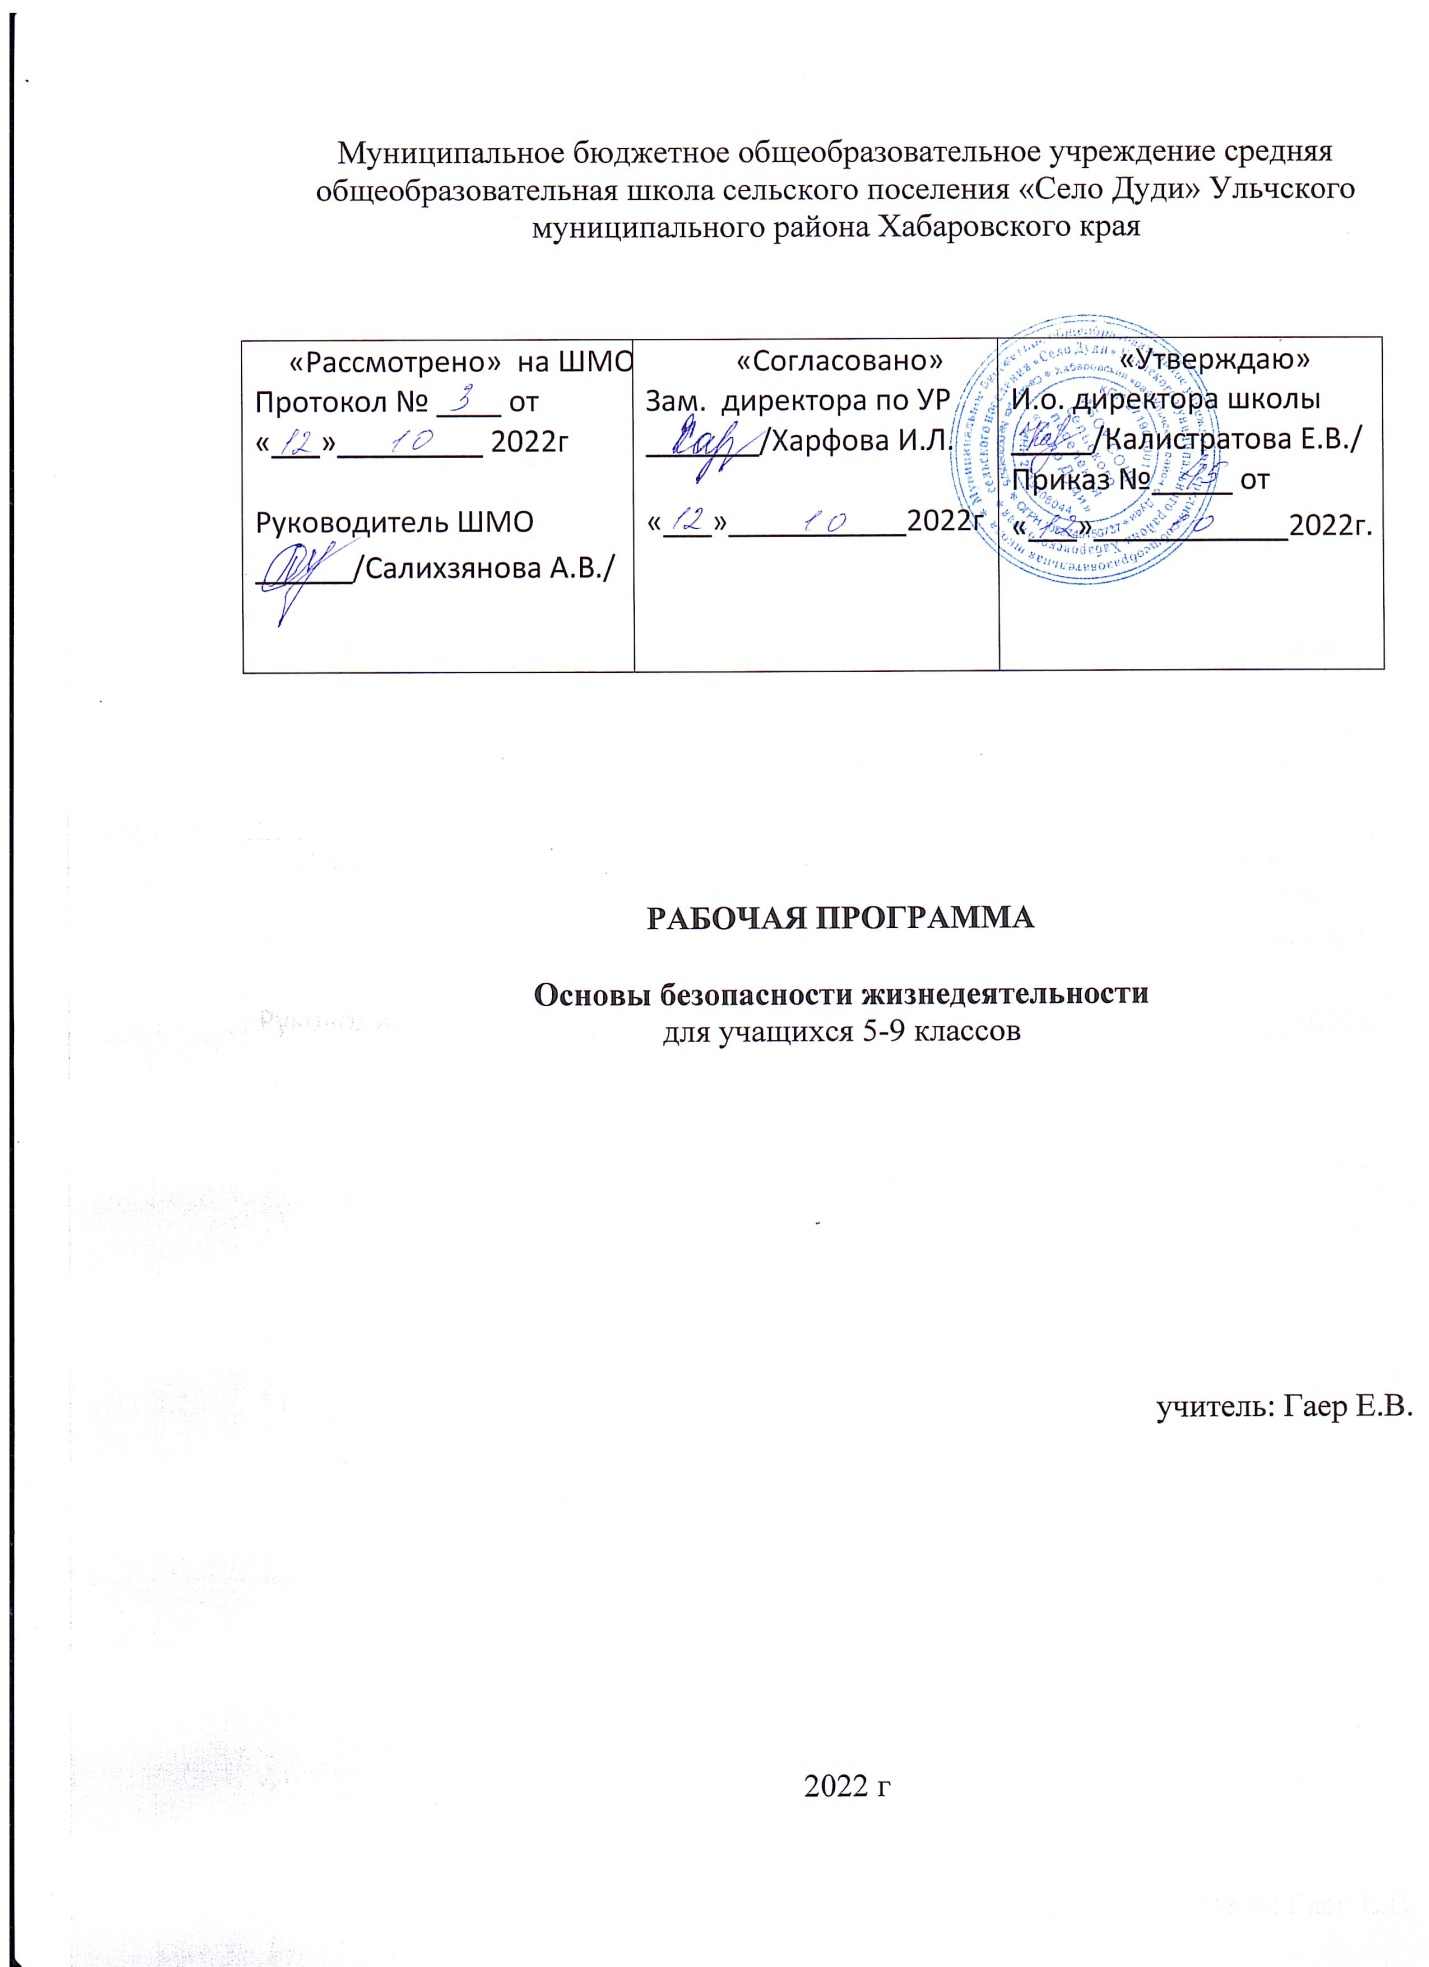 Муниципальное бюджетное общеобразовательное учреждение средняя
общеобразовательная школа сельского поселения «Село Дуди» Ульчского
муниципального района Хабаровского края
«Рассмотрено» на ШМО
Протокол № 3 от
«12» 10 2022г
Руководитель ШМО
/Салихзянова А.В./
«Согласовано»
Зам. директора по УР
/Харфова И.Л.
«12» 10 2022г
«Утверждаю»
И.о. директора школы
/Калистратова Е.В./
Приказ № от
«12» 10 2022г.
РАБОЧАЯ ПРОГРАММА
Основы безопасности жизнедеятельности
для учащихся 5-9 классов
учитель: Гаер Е.В.
2022 г